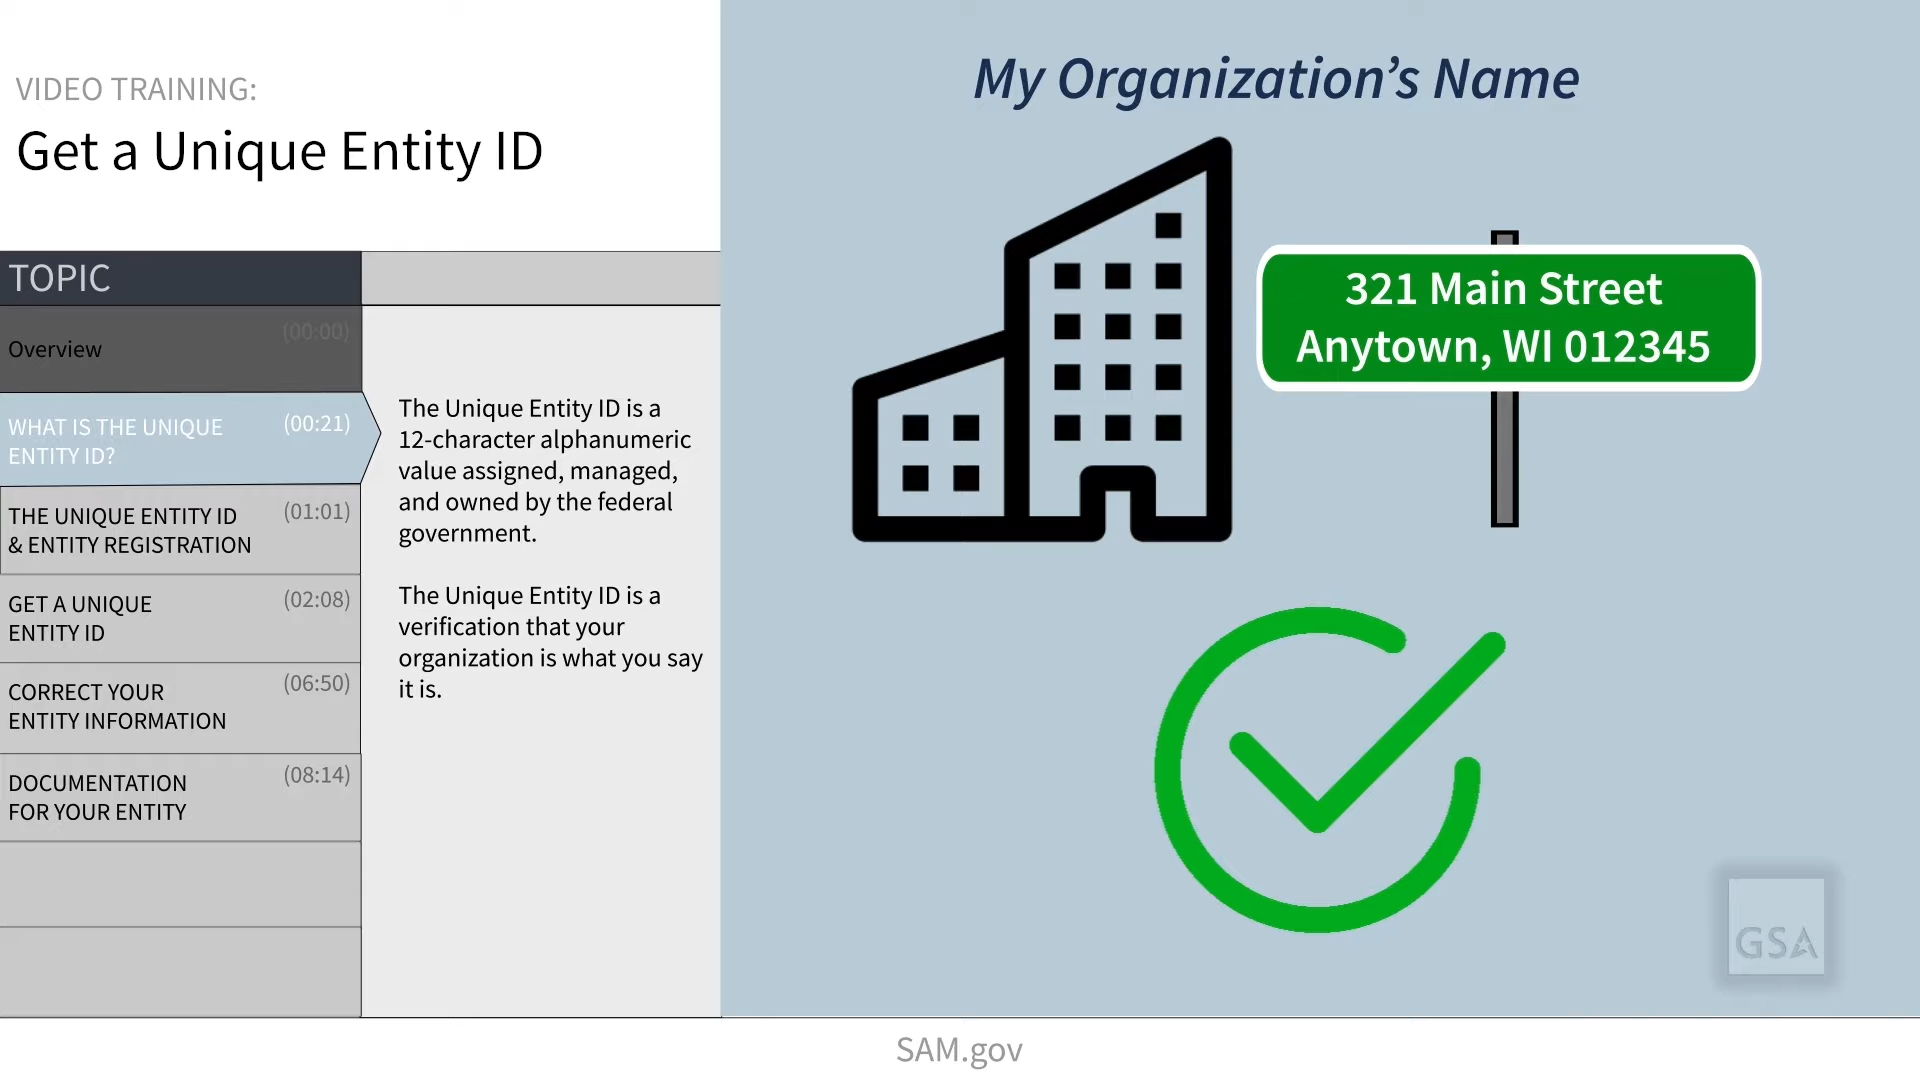 VIDEO TRAINING:
Get a Unique Entity ID
TOPIC
Overview
(00:00)
WHAT IS THE UNIQUE
ENTITY ID?
(00:21)
THE UNIQUE ENTITY ID
& ENTITY REGISTRATION
(01:01)
GET A UNIQUE
ENTITY ID
(02:08)
CORRECT YOUR
ENTITY INFORMATION
(06:50)
DOCUMENTATION
FOR YOUR ENTITY
(08:14)
The Unique Entity ID is a
12-character alphanumeric
value assigned, managed,
and owned by the federal
government.
The Unique Entity ID is a
verification that your
organization is what you say
it is.
My Organization’s Name
321 Main Street
Anytown, WI 012345
GSA
SAM.gov